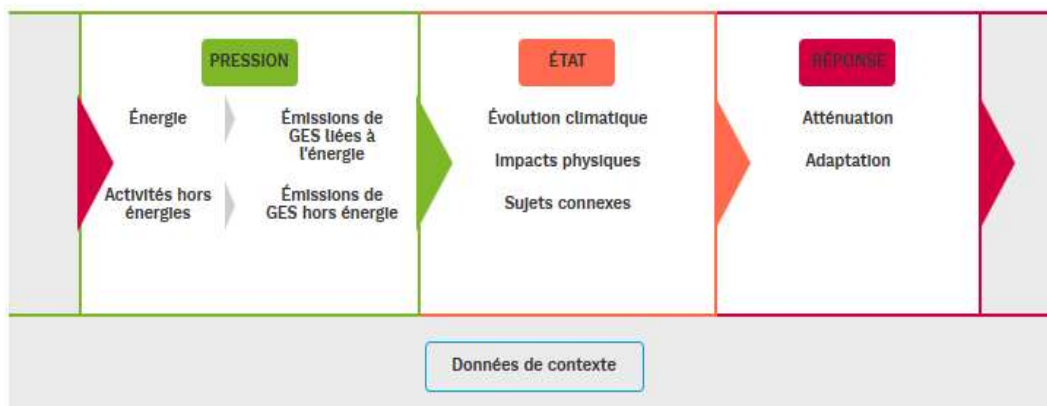 PRESSION
Énergie
Émissions de
GES liées à
l'énergie
Activités hors
énergies
Émissions de
GES hors énergie
ÉTAT
Évolution climatique
Impacts physiques
Sujets connexes
RÉPONSE
Atténuation
Adaptation
Données de contexte